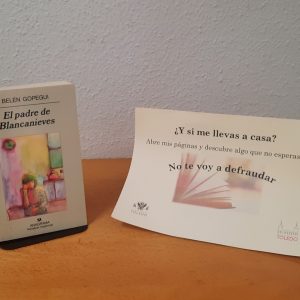 BELÉN GOPEGUI
El padre de
Blancanieves
ANAGRAMA
¿Y si me llevas a casa?
Abre mis páginas y descubre algo que no esperas
No te voy a defraudar